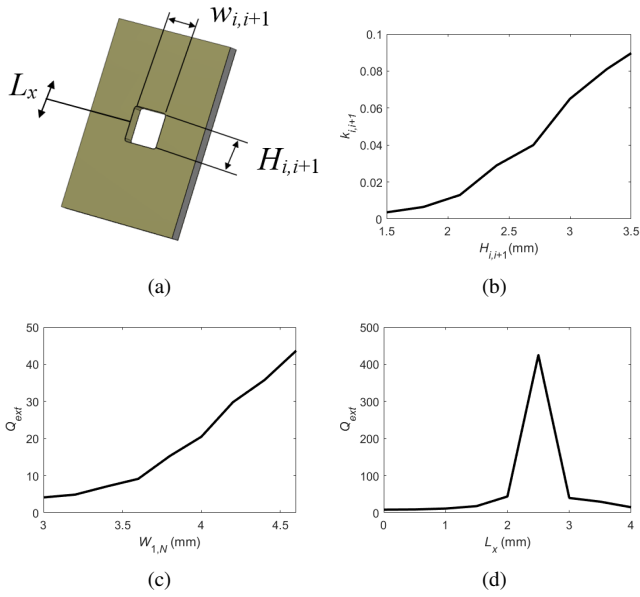 w_{i,i+1}
L_x
H_{i,i+1}
(a)
0.1
0.08
0.06
0.04
0.02
0
k_{i,i+1}
1.5 2 2.5 3 3.5
H_{i,i+1} (mm)
(b)
50
40
30
20
10
0
Q_{ext}
3 3.5 4 4.5
W_{1,N} (mm)
(c)
500
400
300
200
100
0
Q_{ext}
0 1 2 3 4
L_x (mm)
(d)